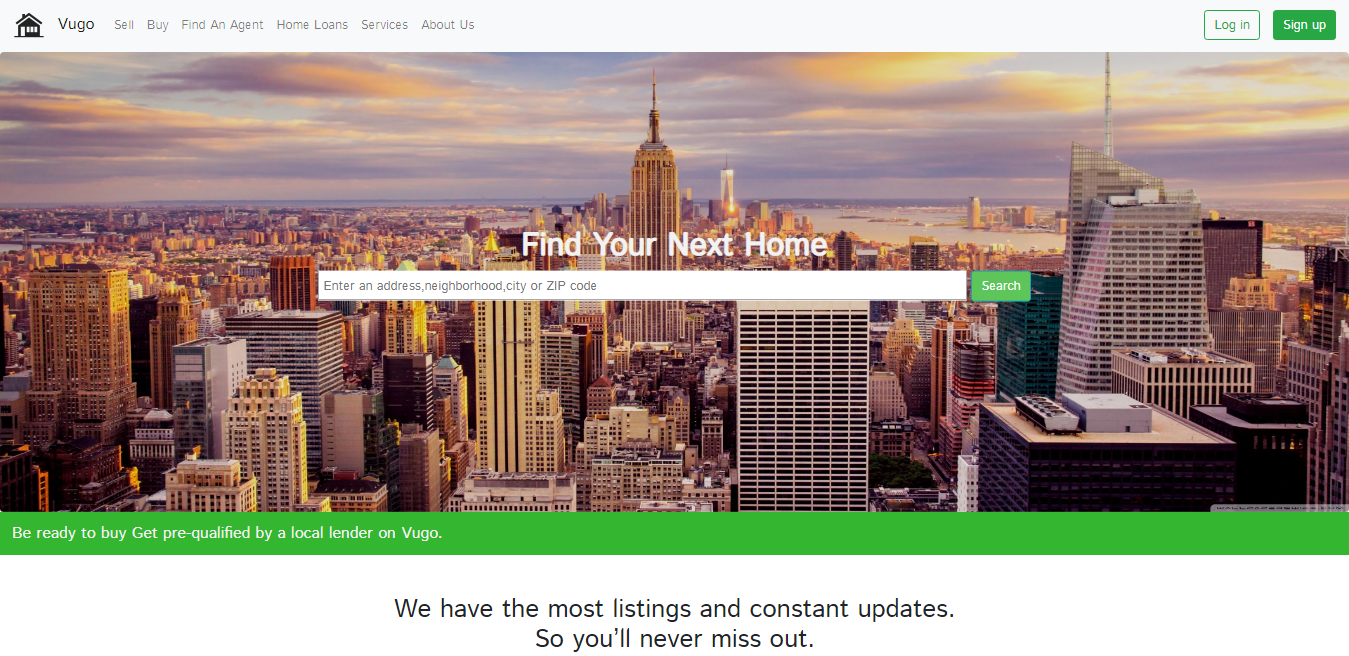 Vugo Sell Buy Find An Agent Home Loans Services About Us Log in Sign up
Find Your Next Home
Enter an address,neighborhood,city or ZIP code Search
Be ready to buy Get pre-qualified by a local lender on Vugo.
We have the most listings and constant updates.
So you’ll never miss out.